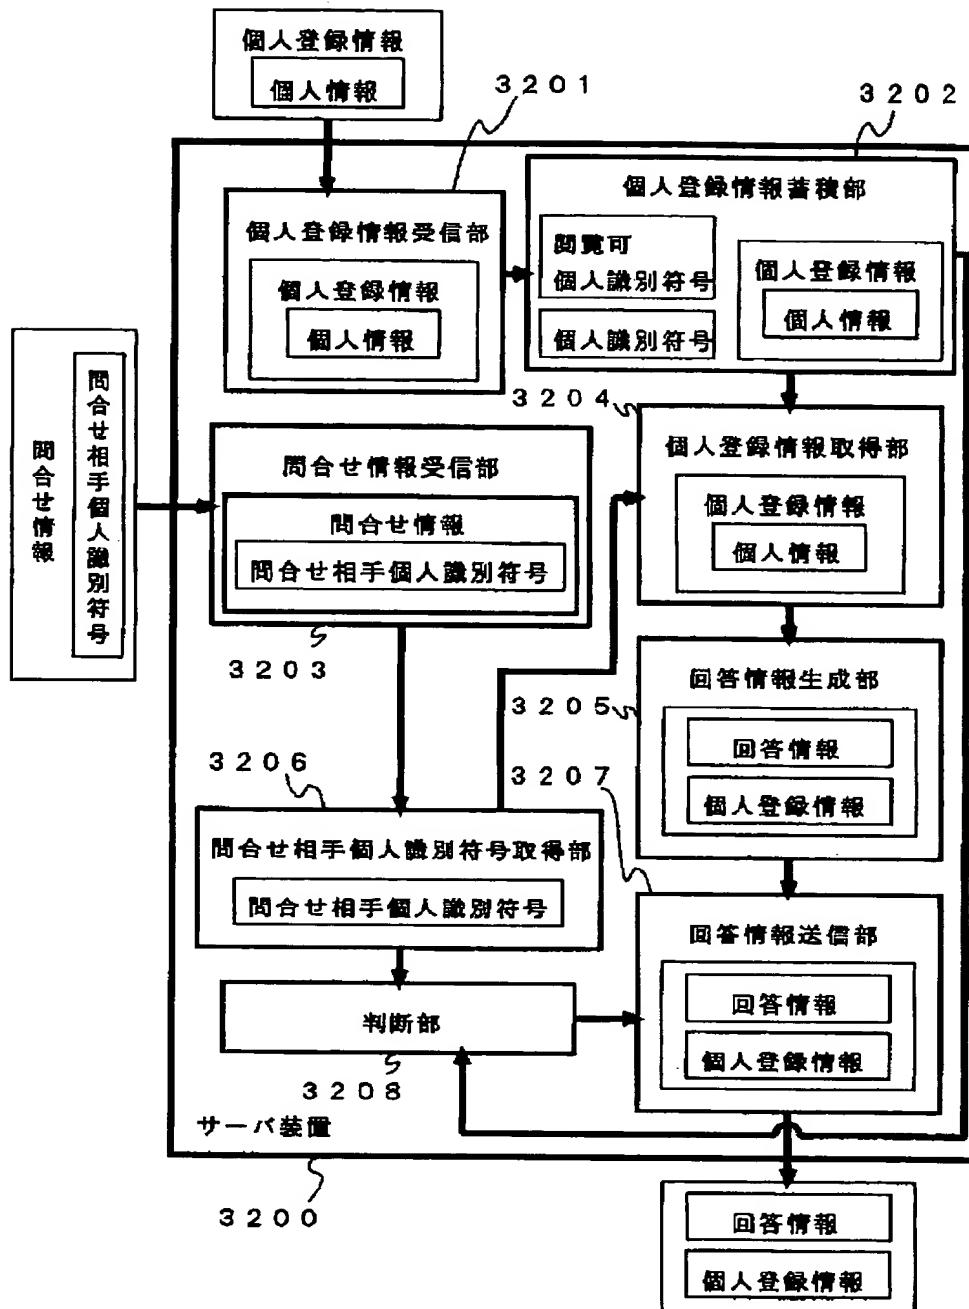 個人登録情報
個人情報
3201
3202
個人登録情報受信部
個人登録情報
個人情報
個人登録情報蓄積部
閲覧可
個人識別符号
個人識別符号
個人登録情報
個人情報
問合せ情報
問合せ相手個人識別符号
3204
問合せ情報受信部
問合せ情報
問合せ相手個人識別符号
3203
個人登録情報取得部
個人登録情報
個人情報
3205
回答情報生成部
回答情報
個人登録情報
3206
3207
問合せ相手個人識別符号取得部
問合せ相手個人識別符号
回答情報送信部
回答情報
個人登録情報
判断部
3208
サーバ装置
3200
回答情報
個人登録情報